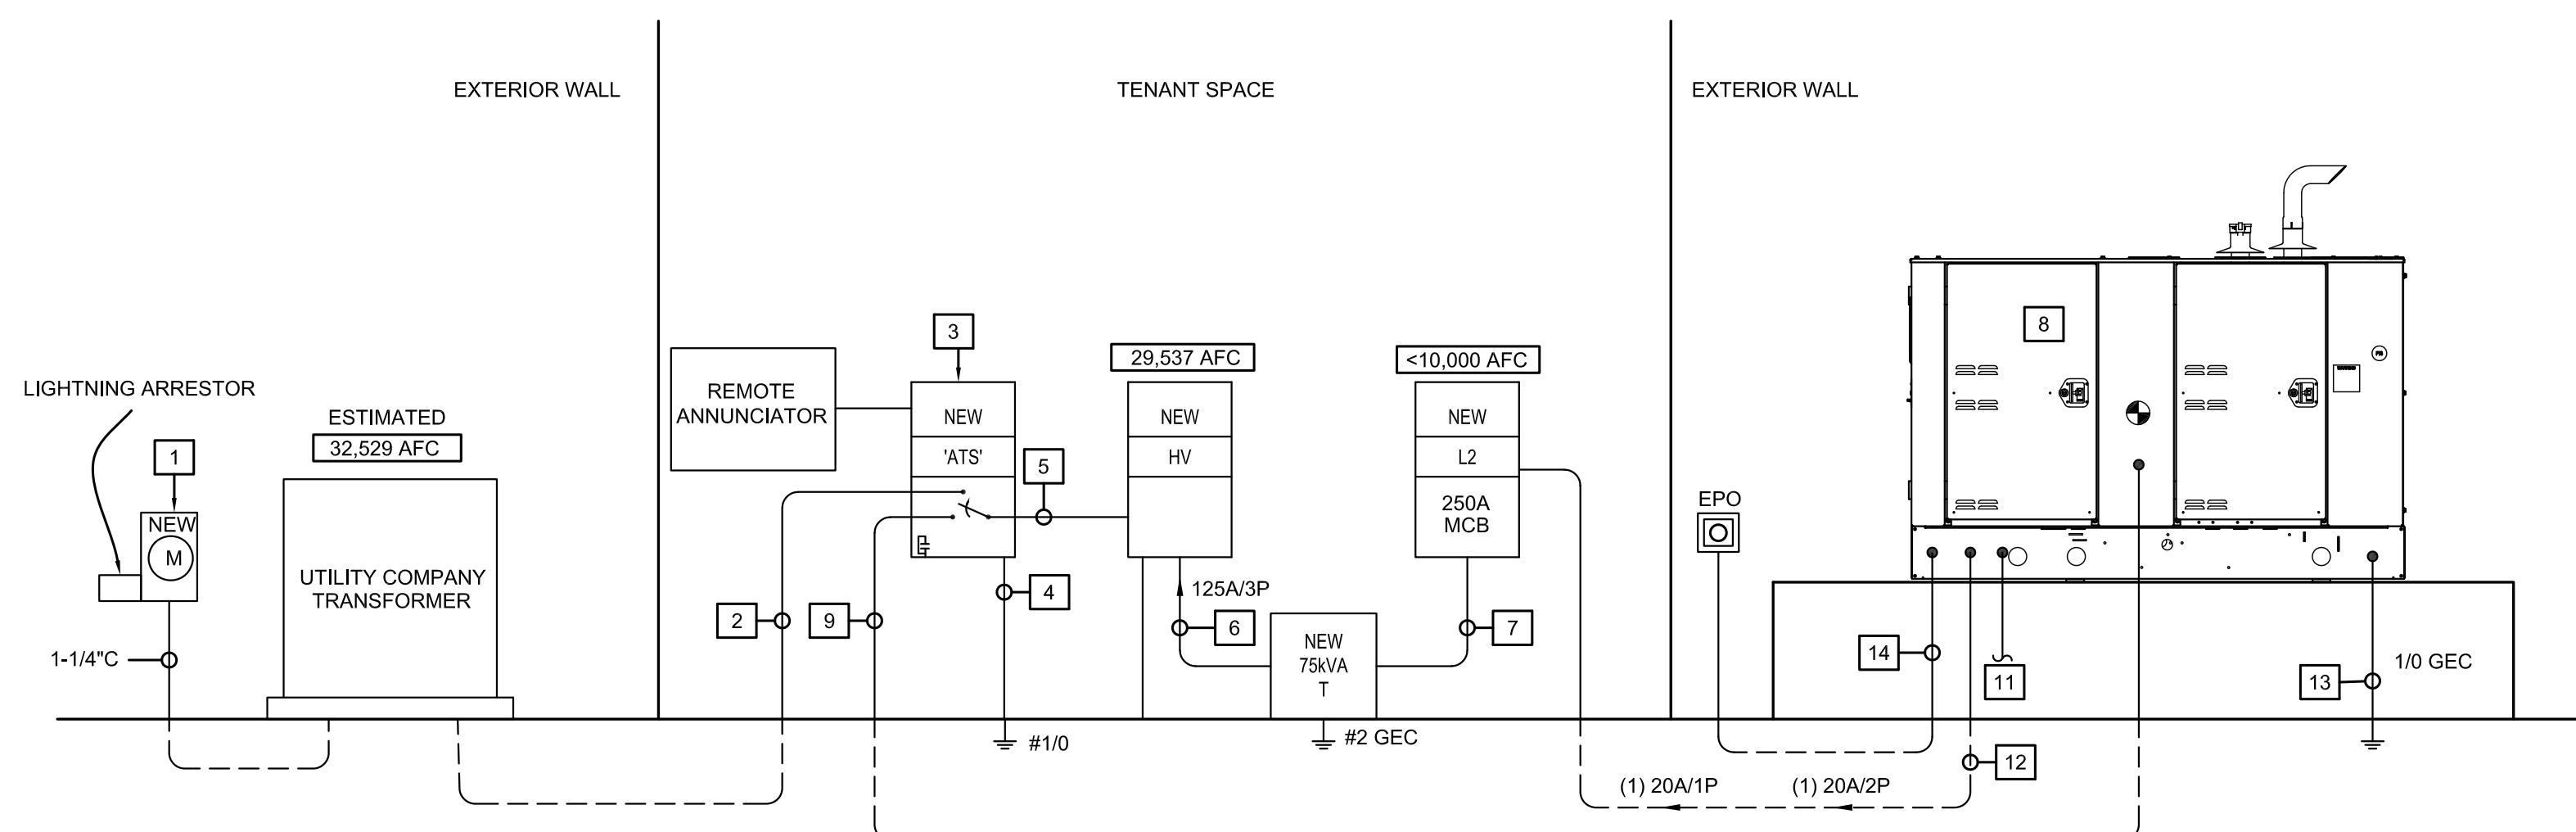 EXTERIOR WALL
TENANT SPACE
EXTERIOR WALL
LIGHTNING ARRESTOR
1
NEW
M
1-1/4"C
ESTIMATED
32,529 AFC
UTILITY COMPANY
TRANSFORMER
REMOTE
ANNUNCIATOR
3
NEW
'ATS'
2
9
4
#1/0
5
29,537 AFC
NEW
HV
125A/3P
6
NEW
75kVA
T
#2 GEC
<10,000 AFC
NEW
L2
250A
MCB
7
(1) 20A/1P
(1) 20A/2P
EPO
8
14
11
12
13
1/0 GEC